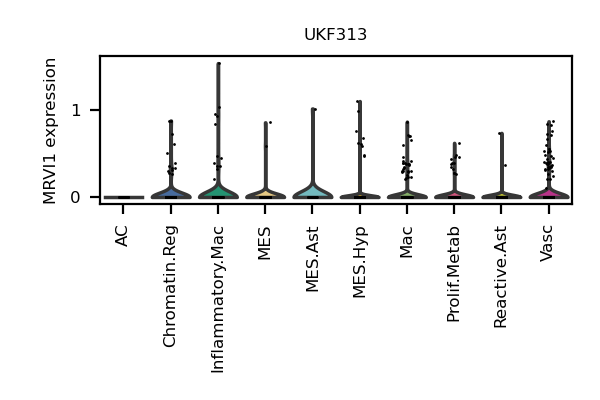 UKF313
MRVI1 expression
1
0
AC
Chromatin.Reg
Inflammatory.Mac
MES
MES.Ast
MES.Hyp
Mac
Prolif.Metab
Reactive.Ast
Vasc